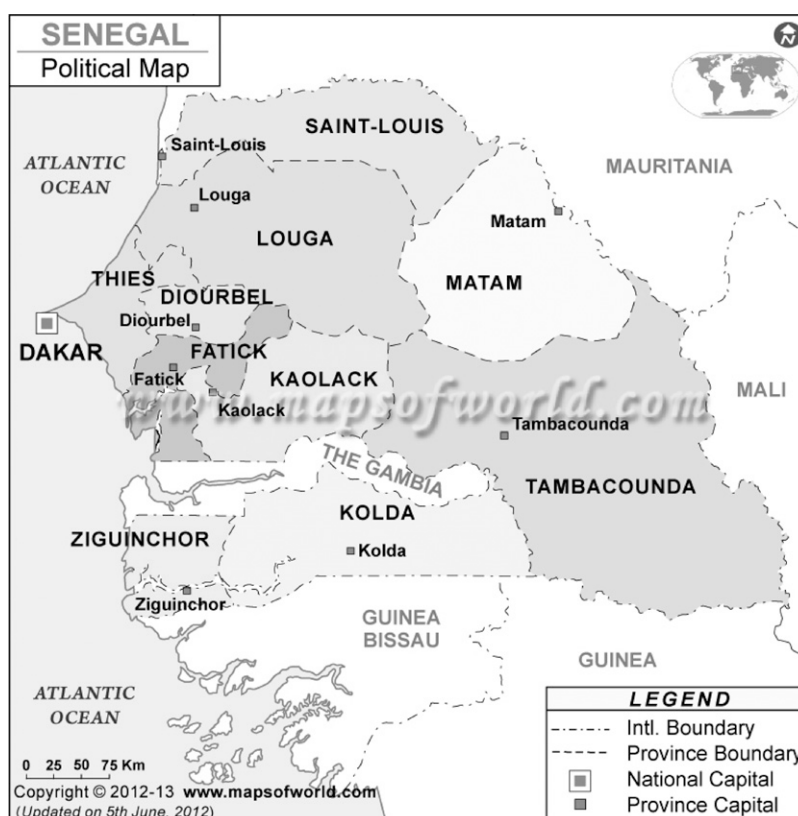 SENEGAL
Political Map
N
SAINT-LOUIS
Saint-Louis
ATLANTIC
OCEAN
MAURITANIA
Louga
Matam
LOUGA
THIES
MATAM
DIOURBEL
Diourbel
DAKAR
FATICK
Fatick
KAOLACK
MALI
www.mapsofworld.com
Kaolack
Tambacounda
THE GAMBIA
TAMBACOUNDA
KOLDA
ZIGUINCHOR
Kolda
Ziguinchor
GUINEA
BISSAU
GUINEA
ATLANTIC
OCEAN
LEGEND
Intl. Boundary
Province Boundary
National Capital
Province Capital
0 25 50 75 Km
Copyright © 2012-13 www.mapsofworld.com
(Updated on 5th June, 2012)